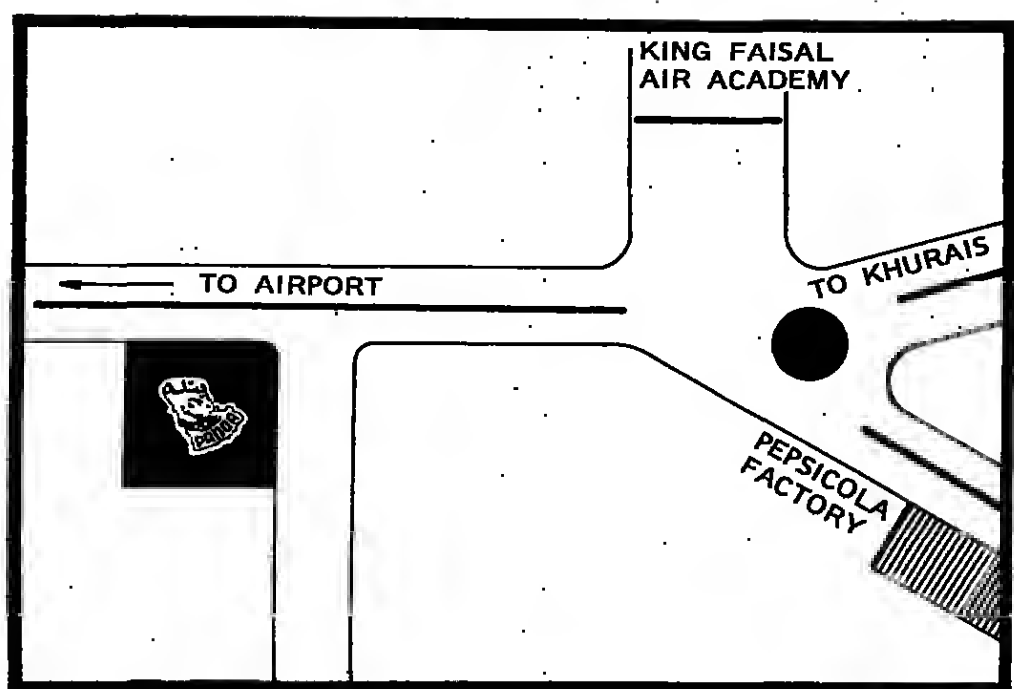 KING FAISAL
AIR ACADEMY
TO KHURAIS
TO AIRPORT
PEPSICOLA
FACTORY